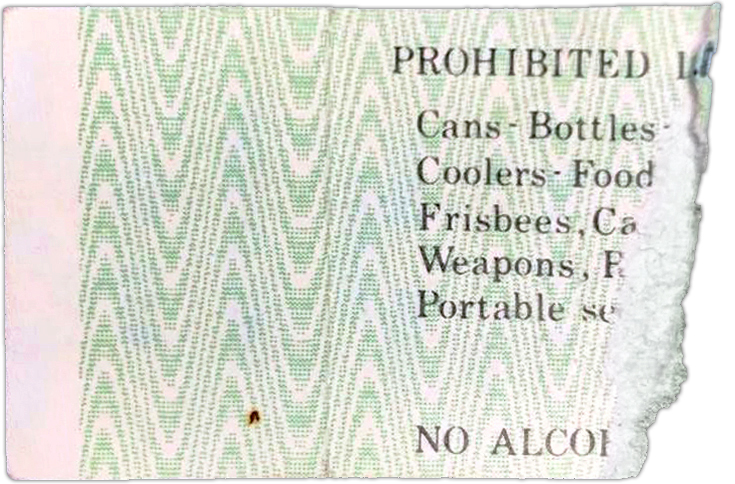 PROHIBITED
Cans - Bottles -
Coolers - Food
Frisbees,
Weapons,
Portable
NO